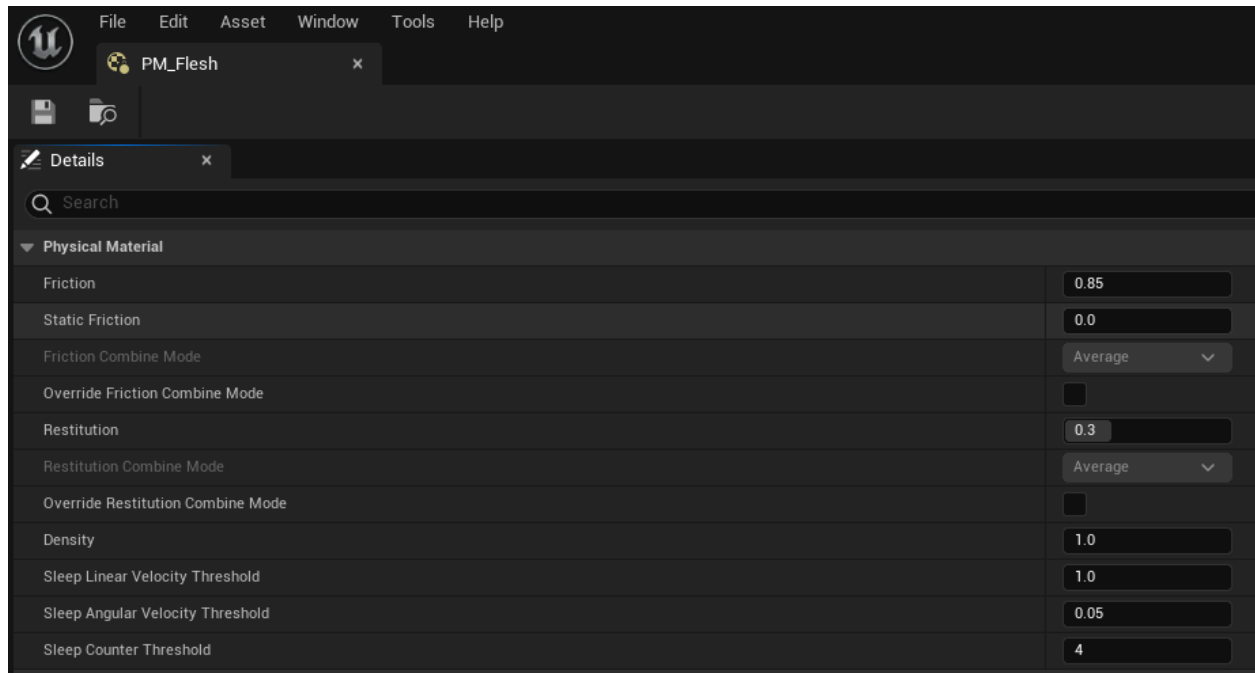 File Edit Asset Window Tools Help
PM_Flesh
Details
Search
Physical Material
Friction 0.85
Static Friction 0.0
Friction Combine Mode Average
Override Friction Combine Mode
Restitution 0.3
Restitution Combine Mode Average
Override Restitution Combine Mode
Density 1.0
Sleep Linear Velocity Threshold 1.0
Sleep Angular Velocity Threshold 0.05
Sleep Counter Threshold 4